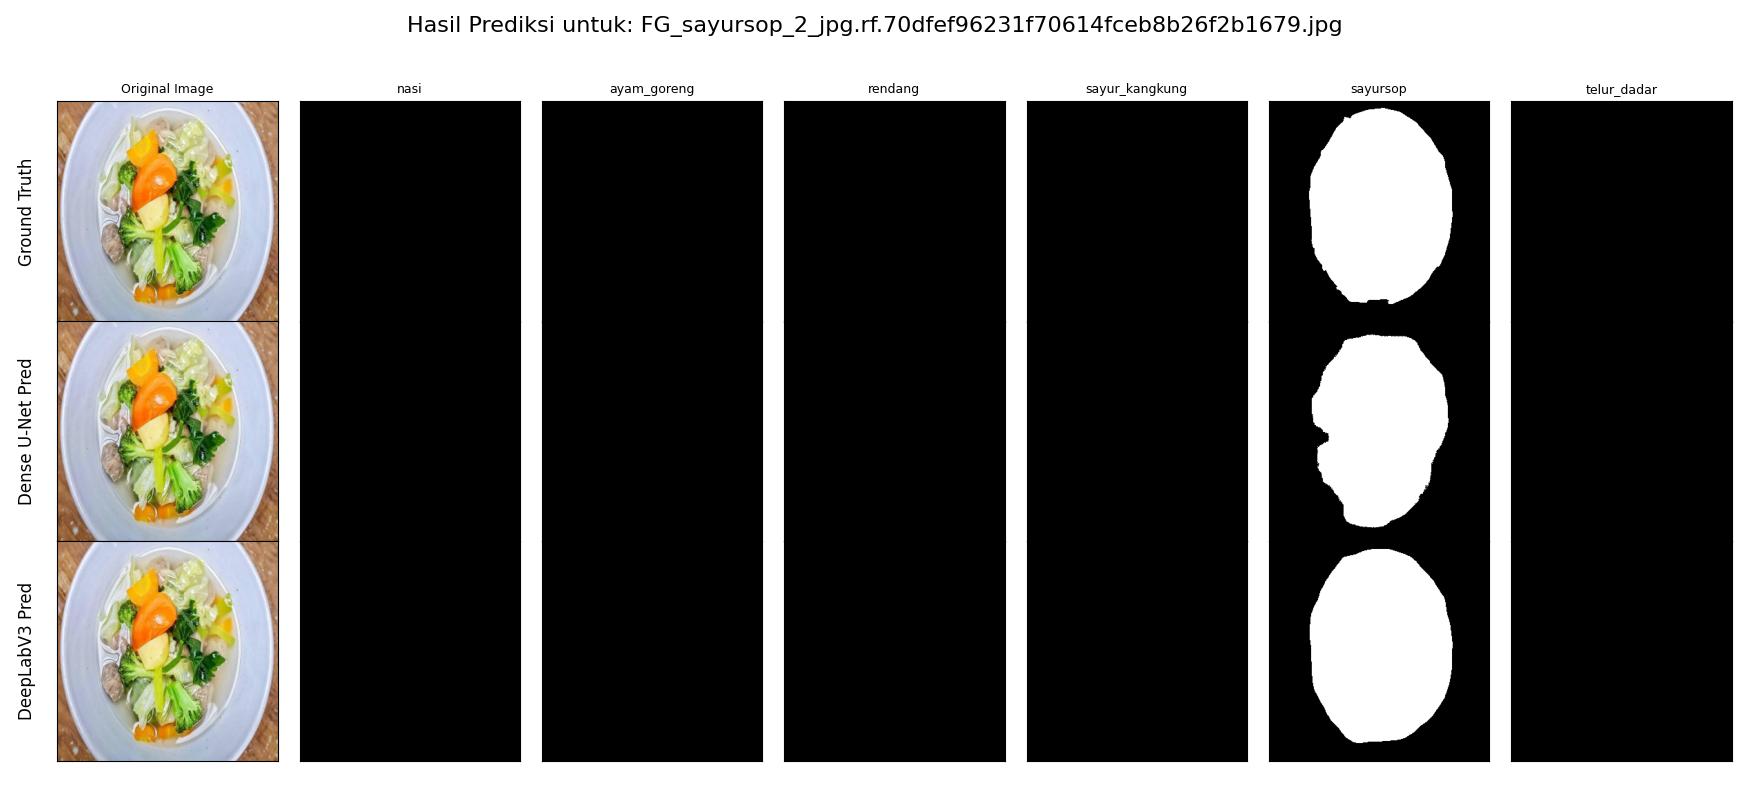 Hasil Prediksi untuk: FG_sayursop_2_jpg.rf.70dfef96231f70614fceb8b26f2b1679.jpg
Original Image
nasi
ayam_goreng
rendang
sayur_kangkung
sayursop
telur_dadar
Ground Truth
Dense U-Net Pred
DeepLabV3 Pred